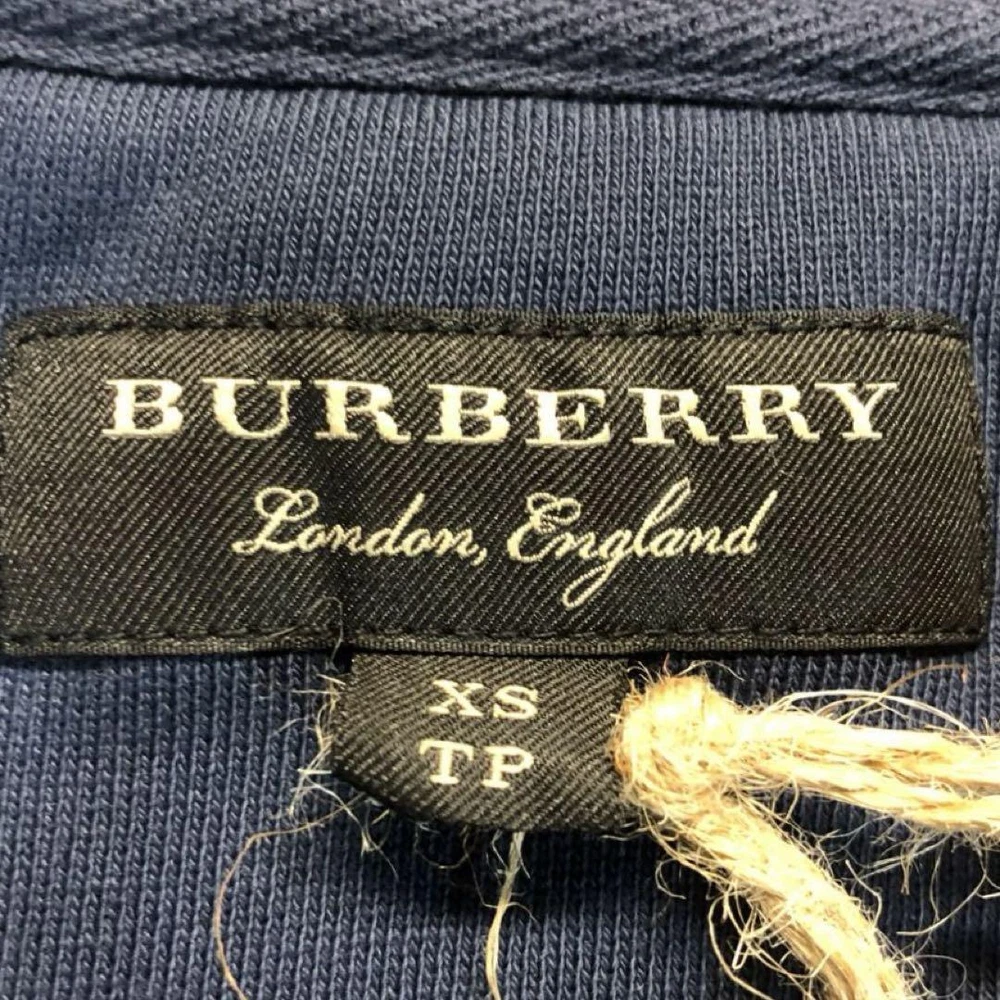 BURBERRY
London, England
XS
TP